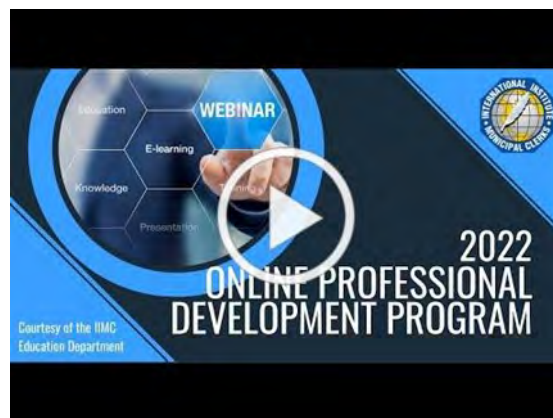 Education
WEBINAR
E-learning
Knowledge
Training
Presentation
INTERNATIONAL INSTITUTE
MUNICIPAL CLERKS
2022
ONLINE PROFESSIONAL
DEVELOPMENT PROGRAM
Courtesy of the IIMC
Education Department